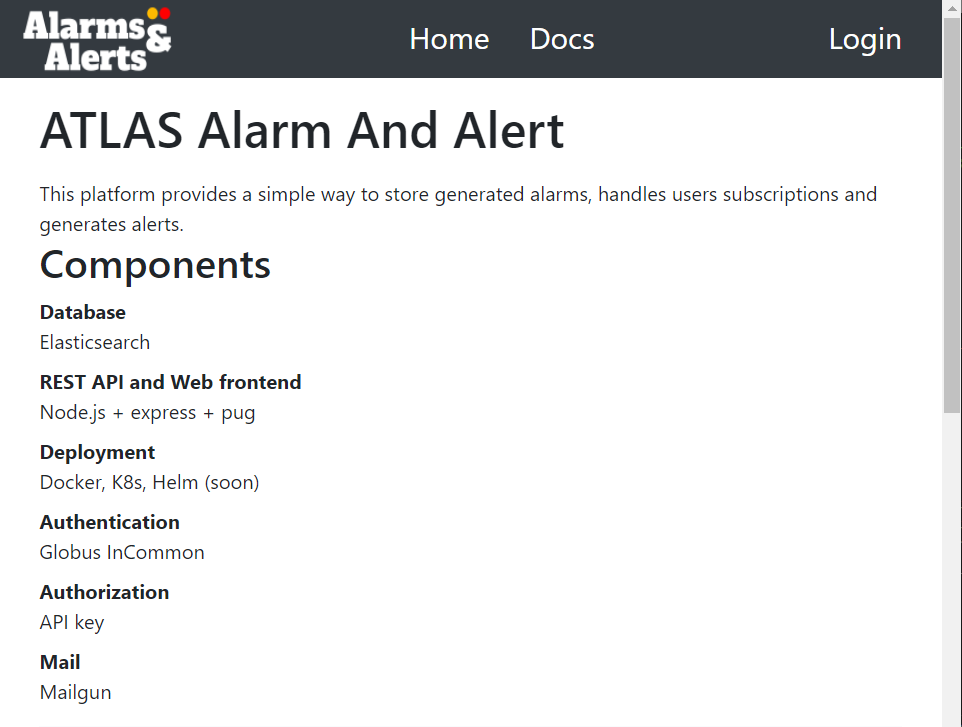 Alarms &
Alerts
Home Docs Login
ATLAS Alarm And Alert
This platform provides a simple way to store generated alarms, handles users subscriptions and
generates alerts.
Components
Database
Elasticsearch
REST API and Web frontend
Node.js + express + pug
Deployment
Docker, K8s, Helm (soon)
Authentication
Globus InCommon
Authorization
API key
Mail
Mailgun